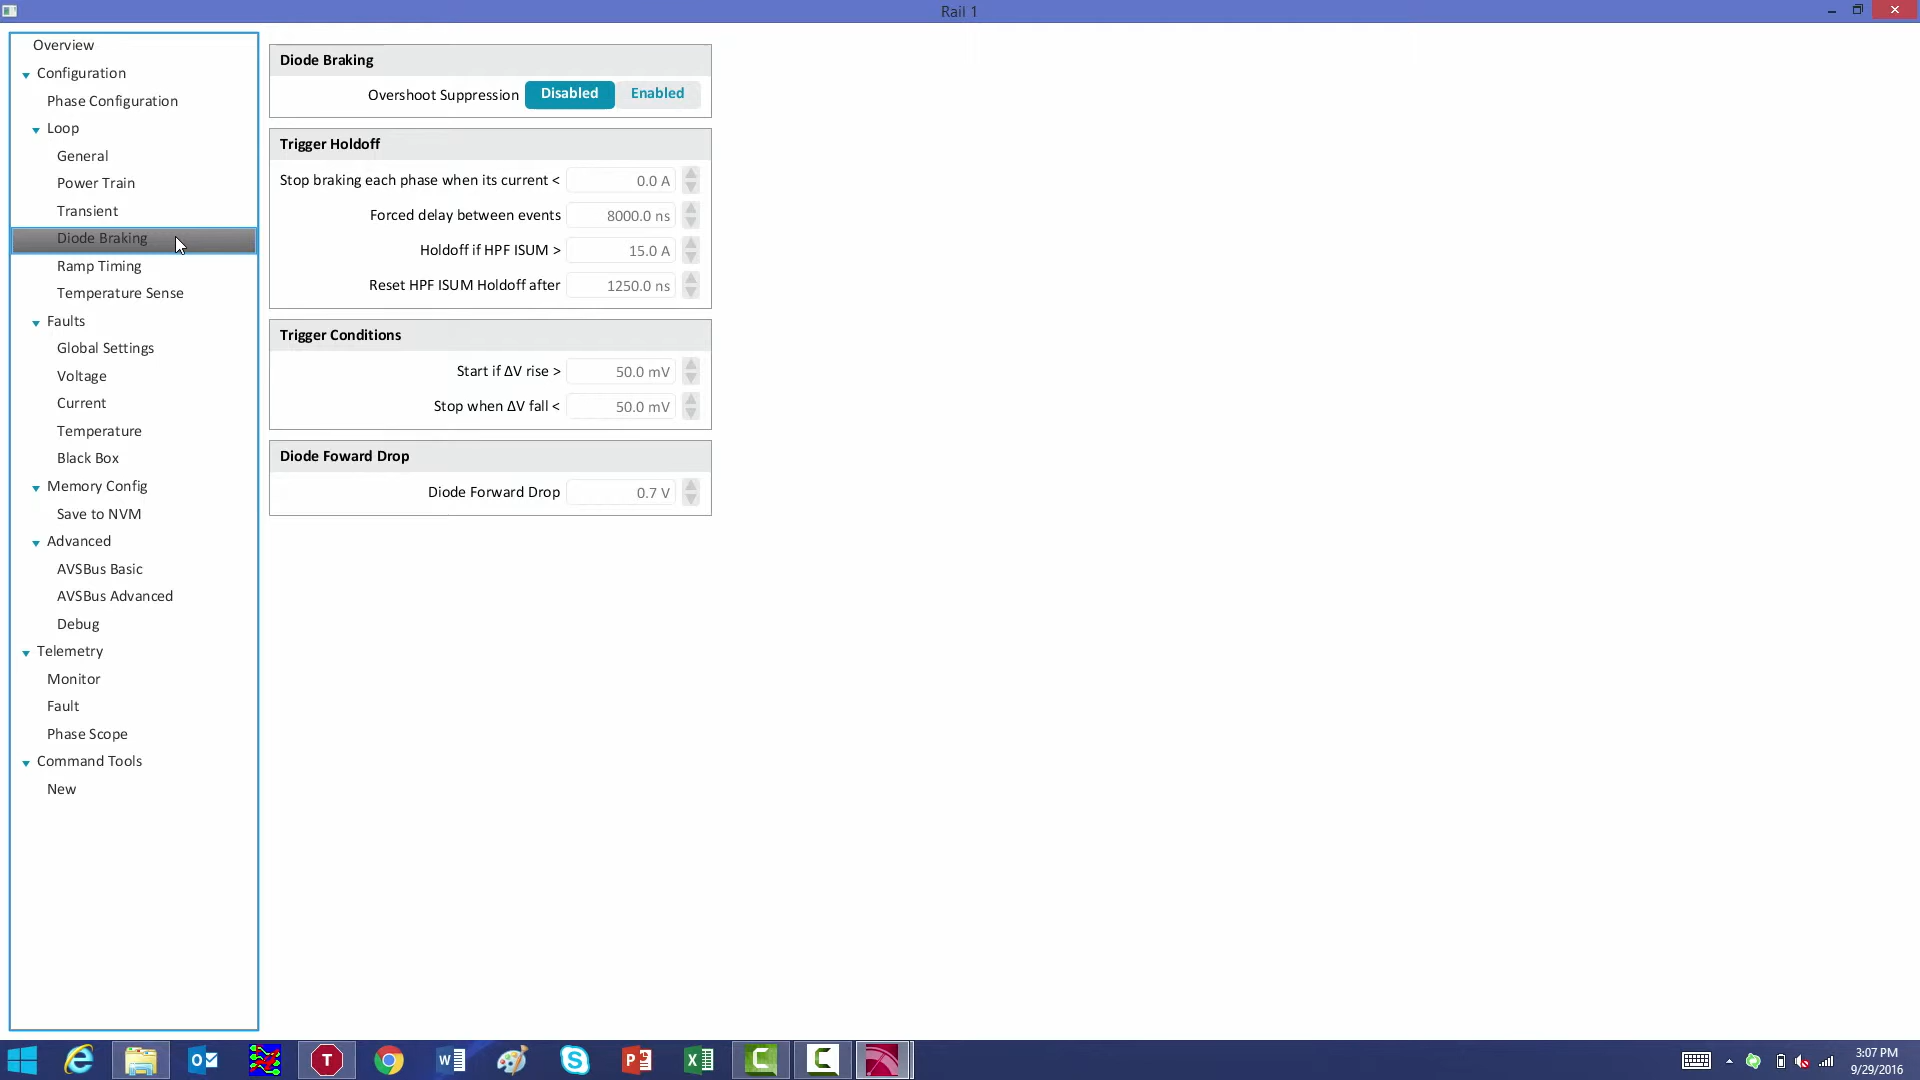 Rail 1
Overview
Configuration
Phase Configuration
Loop
General
Power Train
Transient
Diode Braking
Ramp Timing
Temperature Sense
Faults
Global Settings
Voltage
Current
Temperature
Black Box
Memory Config
Save to NVM
Advanced
AVSBus Basic
AVSBus Advanced
Debug
Telemetry
Monitor
Fault
Phase Scope
Command Tools
New
Diode Braking
Overshoot Suppression Disabled Enabled
Trigger Holdoff
Stop braking each phase when its current < 0.0 A
Forced delay between events 8000.0 ns
Holdoff if HPF ISUM > 15.0 A
Reset HPF ISUM Holdoff after 1250.0 ns
Trigger Conditions
Start if ΔV rise > 50.0 mV
Stop when ΔV fall < 50.0 mV
Diode Foward Drop
Diode Forward Drop 0.7 V
3:07 PM
9/29/2016